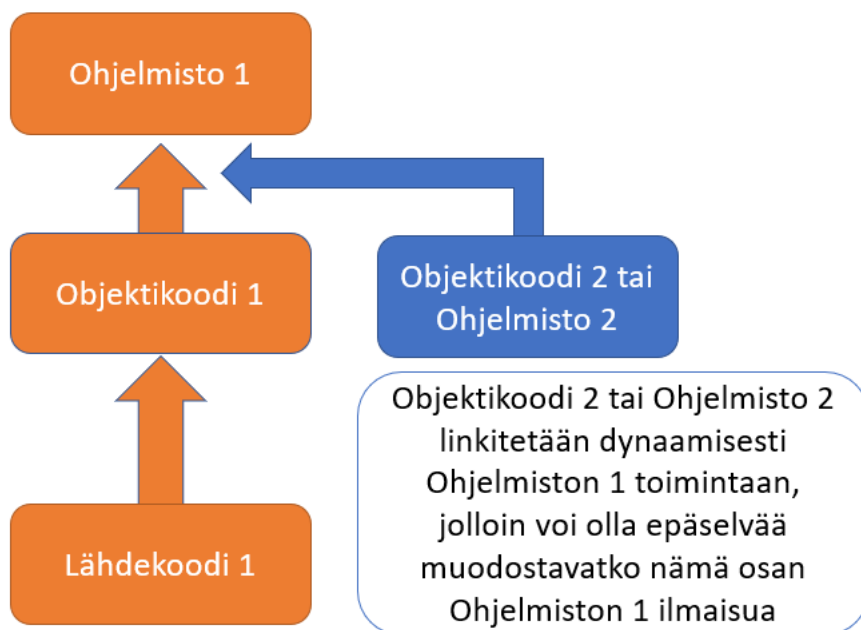 Ohjelmisto 1
Objektikoodi 1
Objektikoodi 2 tai
Ohjelmisto 2
Objektikoodi 2 tai Ohjelmisto 2
linkitetään dynaamisesti
Ohjelmiston 1 toimintaan,
jolloin voi olla epäselvää
muodostavatko nämä osan
Ohjelmiston 1 ilmaisua
Lähdekoodi 1